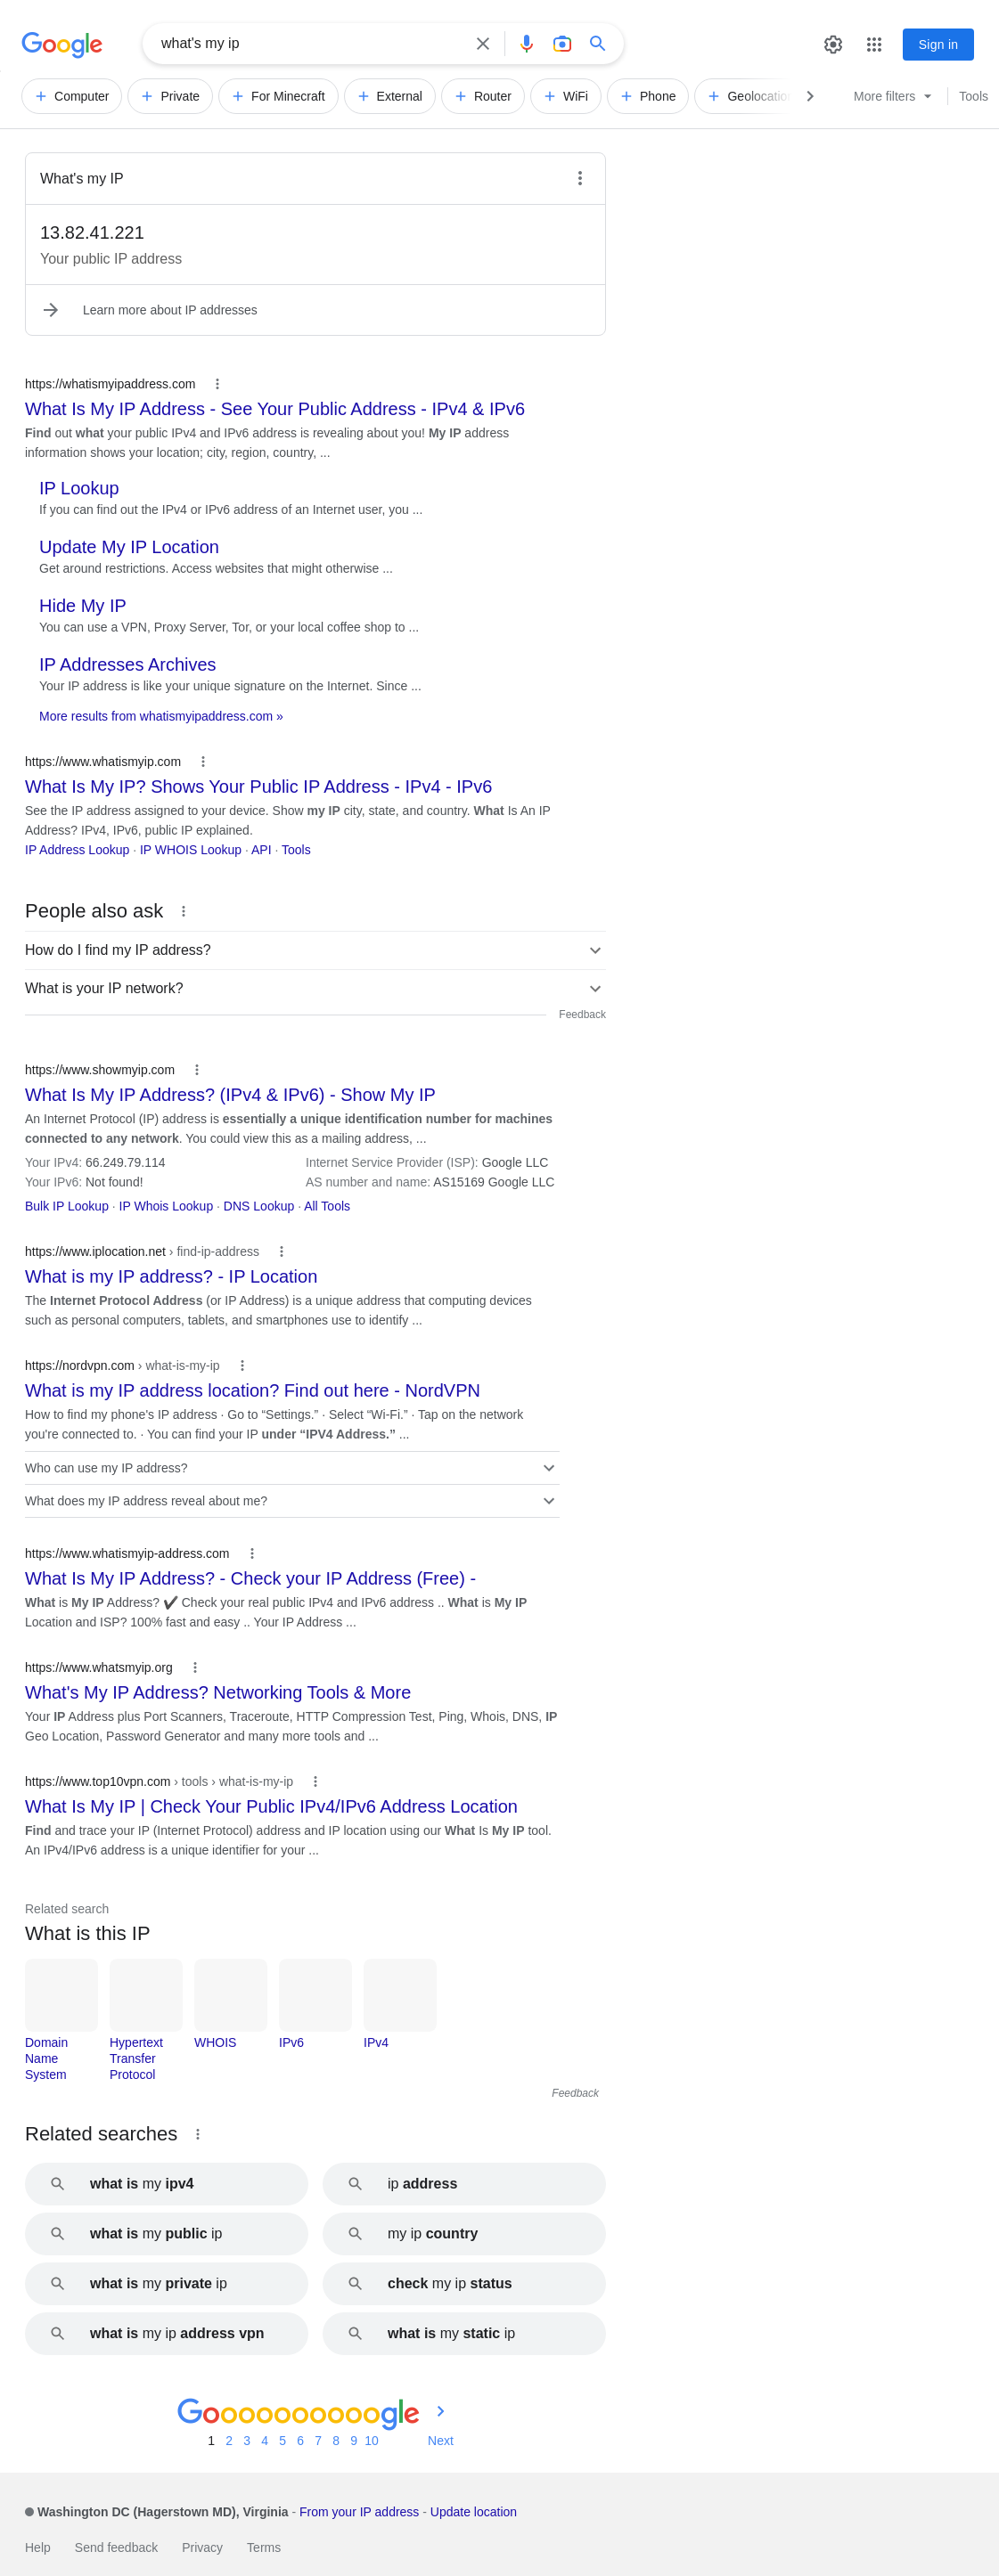 Google
what's my ip
Sign in
Computer
Private
For Minecraft
External
Router
WiFi
Phone
Geolocation
More filters
Tools
What's my IP
13.82.41.221
Your public IP address
Learn more about IP addresses
https://whatismyipaddress.com
What Is My IP Address - See Your Public Address - IPv4 & IPv6
Find out what your public IPv4 and IPv6 address is revealing about you! My IP address
information shows your location; city, region, country, ...
IP Lookup
If you can find out the IPv4 or IPv6 address of an Internet user, you ...
Update My IP Location
Get around restrictions. Access websites that might otherwise ...
Hide My IP
You can use a VPN, Proxy Server, Tor, or your local coffee shop to ...
IP Addresses Archives
Your IP address is like your unique signature on the Internet. Since ...
More results from whatismyipaddress.com »
https://www.whatismyip.com
What Is My IP? Shows Your Public IP Address - IPv4 - IPv6
See the IP address assigned to your device. Show my IP city, state, and country. What Is An IP
Address? IPv4, IPv6, public IP explained.
IP Address Lookup · IP WHOIS Lookup · API · Tools
People also ask
How do I find my IP address?
What is your IP network?
Feedback
https://www.showmyip.com
What Is My IP Address? (IPv4 & IPv6) - Show My IP
An Internet Protocol (IP) address is essentially a unique identification number for machines
connected to any network. You could view this as a mailing address, ...
Your IPv4: 66.249.79.114 Internet Service Provider (ISP): Google LLC
Your IPv6: Not found! AS number and name: AS15169 Google LLC
Bulk IP Lookup · IP Whois Lookup · DNS Lookup · All Tools
https://www.iplocation.net › find-ip-address
What is my IP address? - IP Location
The Internet Protocol Address (or IP Address) is a unique address that computing devices
such as personal computers, tablets, and smartphones use to identify ...
https://nordvpn.com › what-is-my-ip
What is my IP address location? Find out here - NordVPN
How to find my phone's IP address · Go to “Settings.” · Select “Wi-Fi.” · Tap on the network
you're connected to. · You can find your IP under “IPV4 Address.” ...
Who can use my IP address?
What does my IP address reveal about me?
https://www.whatismyip-address.com
What Is My IP Address? - Check your IP Address (Free) -
What is My IP Address? ✔️ Check your real public IPv4 and IPv6 address .. What is My IP
Location and ISP? 100% fast and easy .. Your IP Address ...
https://www.whatsmyip.org
What's My IP Address? Networking Tools & More
Your IP Address plus Port Scanners, Traceroute, HTTP Compression Test, Ping, Whois, DNS, IP
Geo Location, Password Generator and many more tools and ...
https://www.top10vpn.com › tools › what-is-my-ip
What Is My IP | Check Your Public IPv4/IPv6 Address Location
Find and trace your IP (Internet Protocol) address and IP location using our What Is My IP tool.
An IPv4/IPv6 address is a unique identifier for your ...
Related search
What is this IP
Domain
Name
System
Hypertext
Transfer
Protocol
WHOIS
IPv6
IPv4
Feedback
Related searches
what is my ipv4
ip address
what is my public ip
my ip country
what is my private ip
check my ip status
what is my ip address vpn
what is my static ip
Goooooooooogle
1 2 3 4 5 6 7 8 9 10 Next
Washington DC (Hagerstown MD), Virginia - From your IP address - Update location
Help Send feedback Privacy Terms